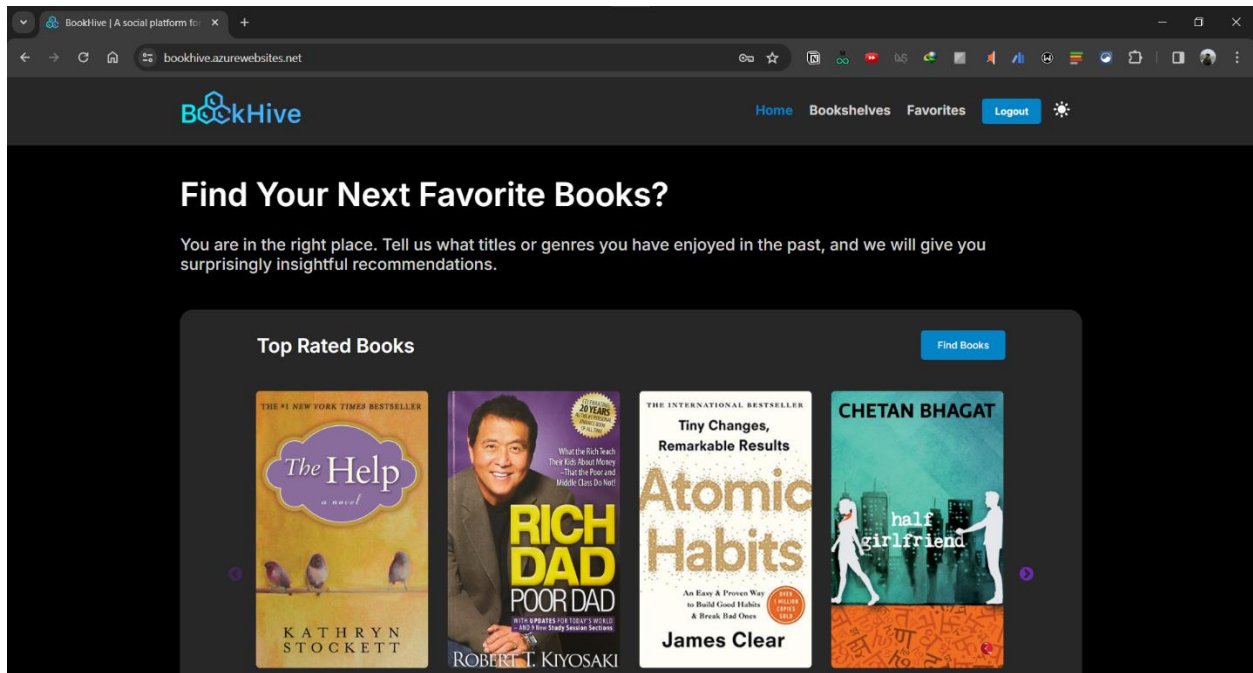 BookHive | A social platform for
bookhive.azurewebsites.net
BookHive
Home Bookshelves Favorites Logout
Find Your Next Favorite Books?
You are in the right place. Tell us what titles or genres you have enjoyed in the past, and we will give you
surprisingly insightful recommendations.
Top Rated Books
Find Books
THE #1 NEW YORK TIMES BESTSELLER
The Help
a novel
KATHRYN
STOCKETT
CELEBRATING
20 YEARS
What the Rich Teach
Their Kids About Money
–That the Poor and
Middle Class Do Not!
RICH
DAD
POOR DAD
WITH UPDATES FOR TODAY'S WORLD
– AND 9 New Study Session Sections
ROBERT T. KIYOSAKI
THE INTERNATIONAL BESTSELLER
Tiny Changes,
Remarkable Results
Atomic
Habits
An Easy & Proven Way
to Build Good Habits
& Break Bad Ones
OVER
1 MILLION
COPIES
SOLD
James Clear
CHETAN BHAGAT
half
girlfriend